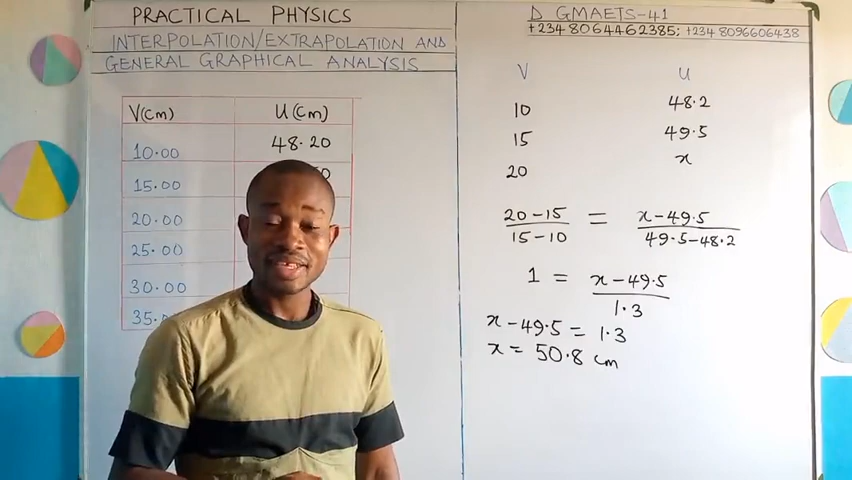 PRACTICAL PHYSICS
INTERPOLATION/EXTRAPOLATION AND
GENERAL GRAPHICAL ANALYSIS
V(cm) U(cm)
10.00 48.20
15.00
20.00
25.00
30.00
D GMAETS-41
+234 8064462385; +234 8096606438
V U
10 48.2
15 49.5
20 x
20-15 = x-49.5
15-10 49.5-48.2
1 = x-49.5
1.3
x-49.5 = 1.3
x = 50.8 cm